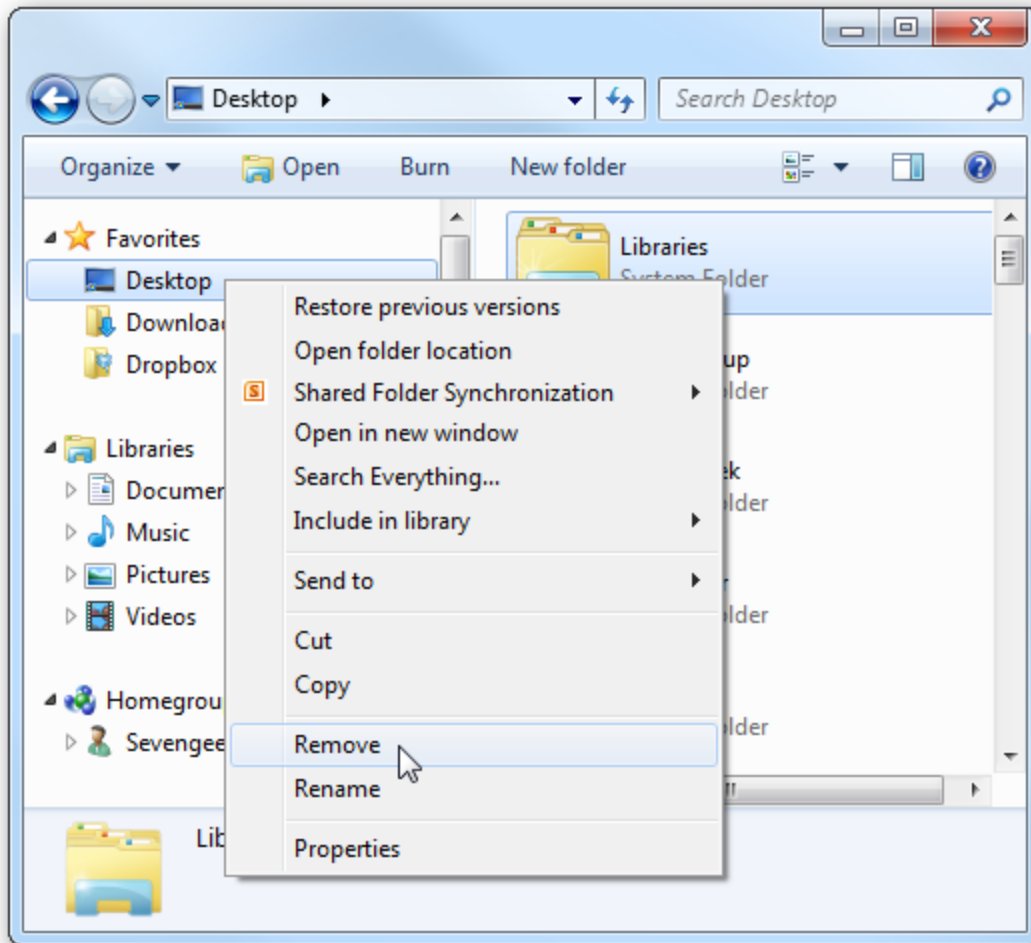 Desktop
Search Desktop
Organize Open Burn New folder
Favorites
Desktop
Dropbox
Libraries
Music
Pictures
Videos
Libraries
System Folder
Restore previous versions
Open folder location
Shared Folder Synchronization
Open in new window
Search Everything...
Include in library
Send to
Cut
Copy
Remove
Rename
Properties